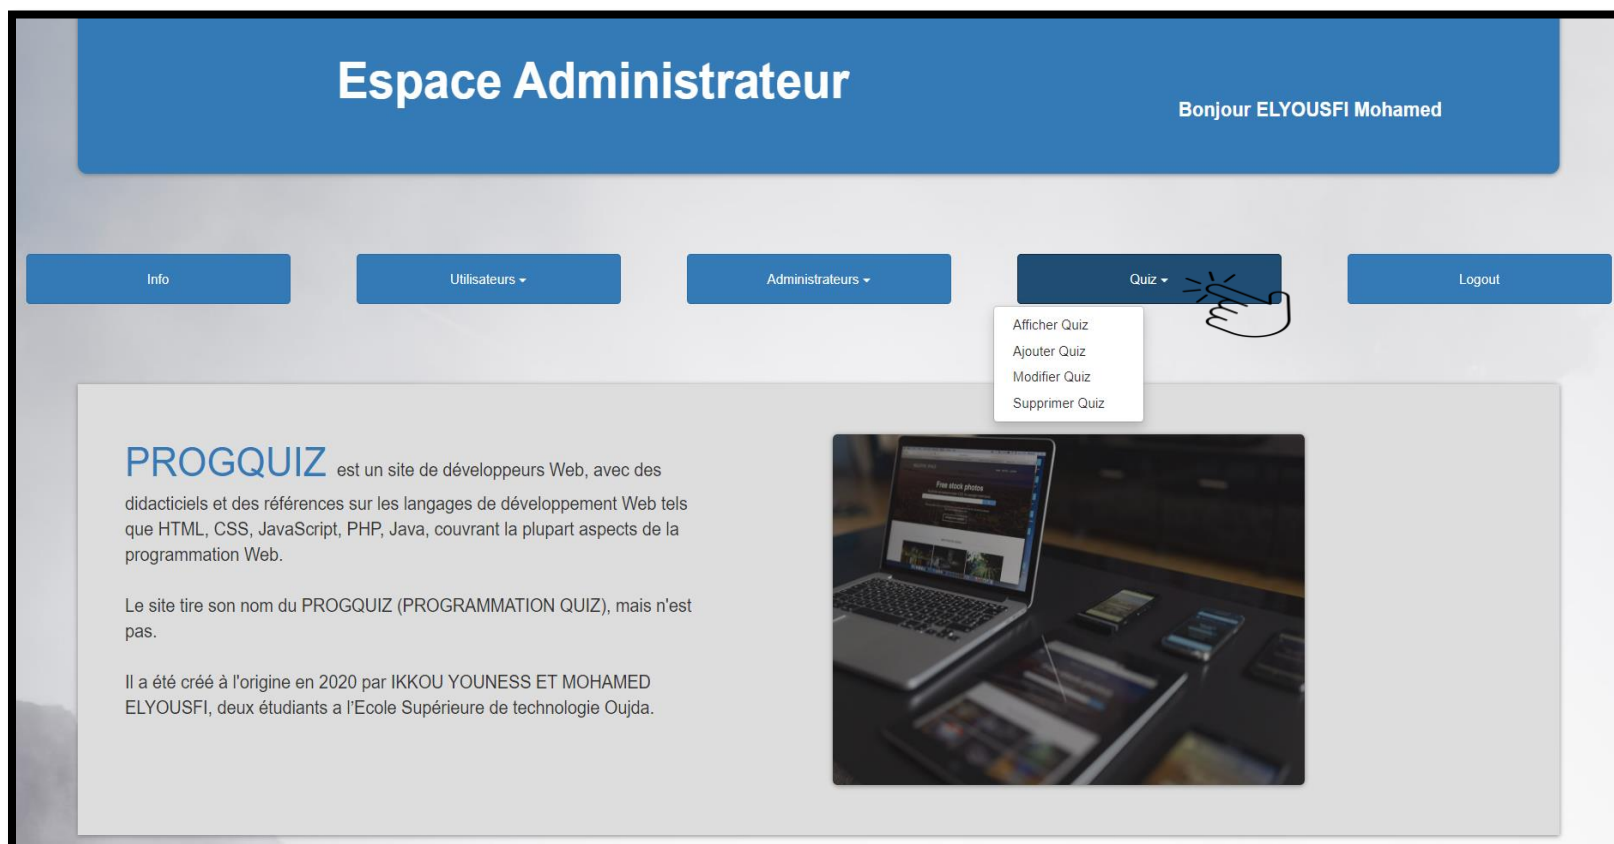 Espace Administrateur
Bonjour ELYOUSFI Mohamed
Info
Utilisateurs
Administrateurs
Quiz
Logout
Afficher Quiz
Ajouter Quiz
Modifier Quiz
Supprimer Quiz
PROGQUIZ est un site de développeurs Web, avec des
didacticiels et des références sur les langages de développement Web tels
que HTML, CSS, JavaScript, PHP, Java, couvrant la plupart aspects de la
programmation Web.
Le site tire son nom du PROGQUIZ (PROGRAMMATION QUIZ), mais n'est
pas.
Il a été créé à l'origine en 2020 par IKKOU YOUNESS ET MOHAMED
ELYOUSFI, deux étudiants a l'Ecole Supérieure de technologie Oujda.
Free stock photos